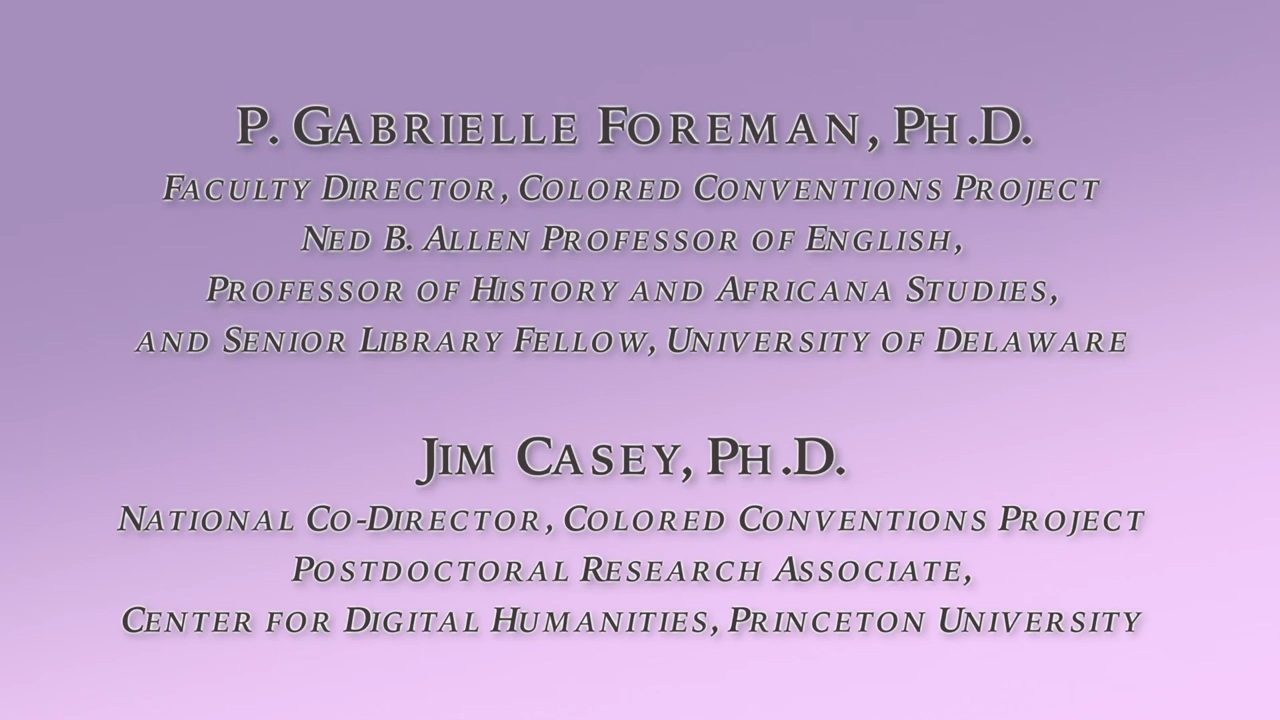 P. Gabrielle Foreman, Ph.D.
Faculty Director, Colored Conventions Project
Ned B. Allen Professor of English,
Professor of History and Africana Studies,
and Senior Library Fellow, University of Delaware
Jim Casey, Ph.D.
National Co-Director, Colored Conventions Project
Postdoctoral Research Associate,
Center for Digital Humanities, Princeton University